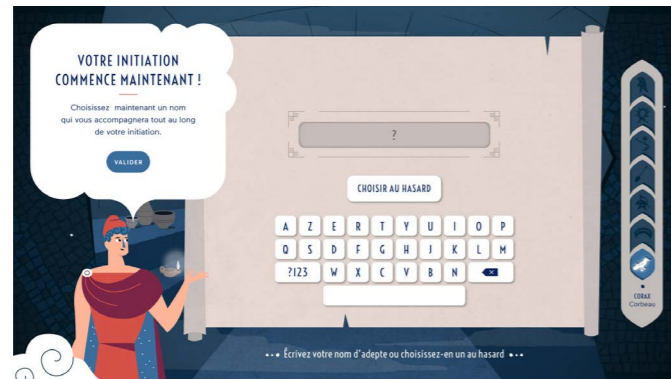 VOTRE INITIATION
COMMENCE MAINTENANT !
Choisissez maintenant un nom
qui vous accompagnera tout au long
de votre initiation.
VALIDER
?
CHOISIR AU HASARD
A Z E R T Y U I O P
Q S D F G H J K L M
?123 W X C V B N
CORAX
Corbeau
Écrivez votre nom d'adepte ou choisissez-en un au hasard